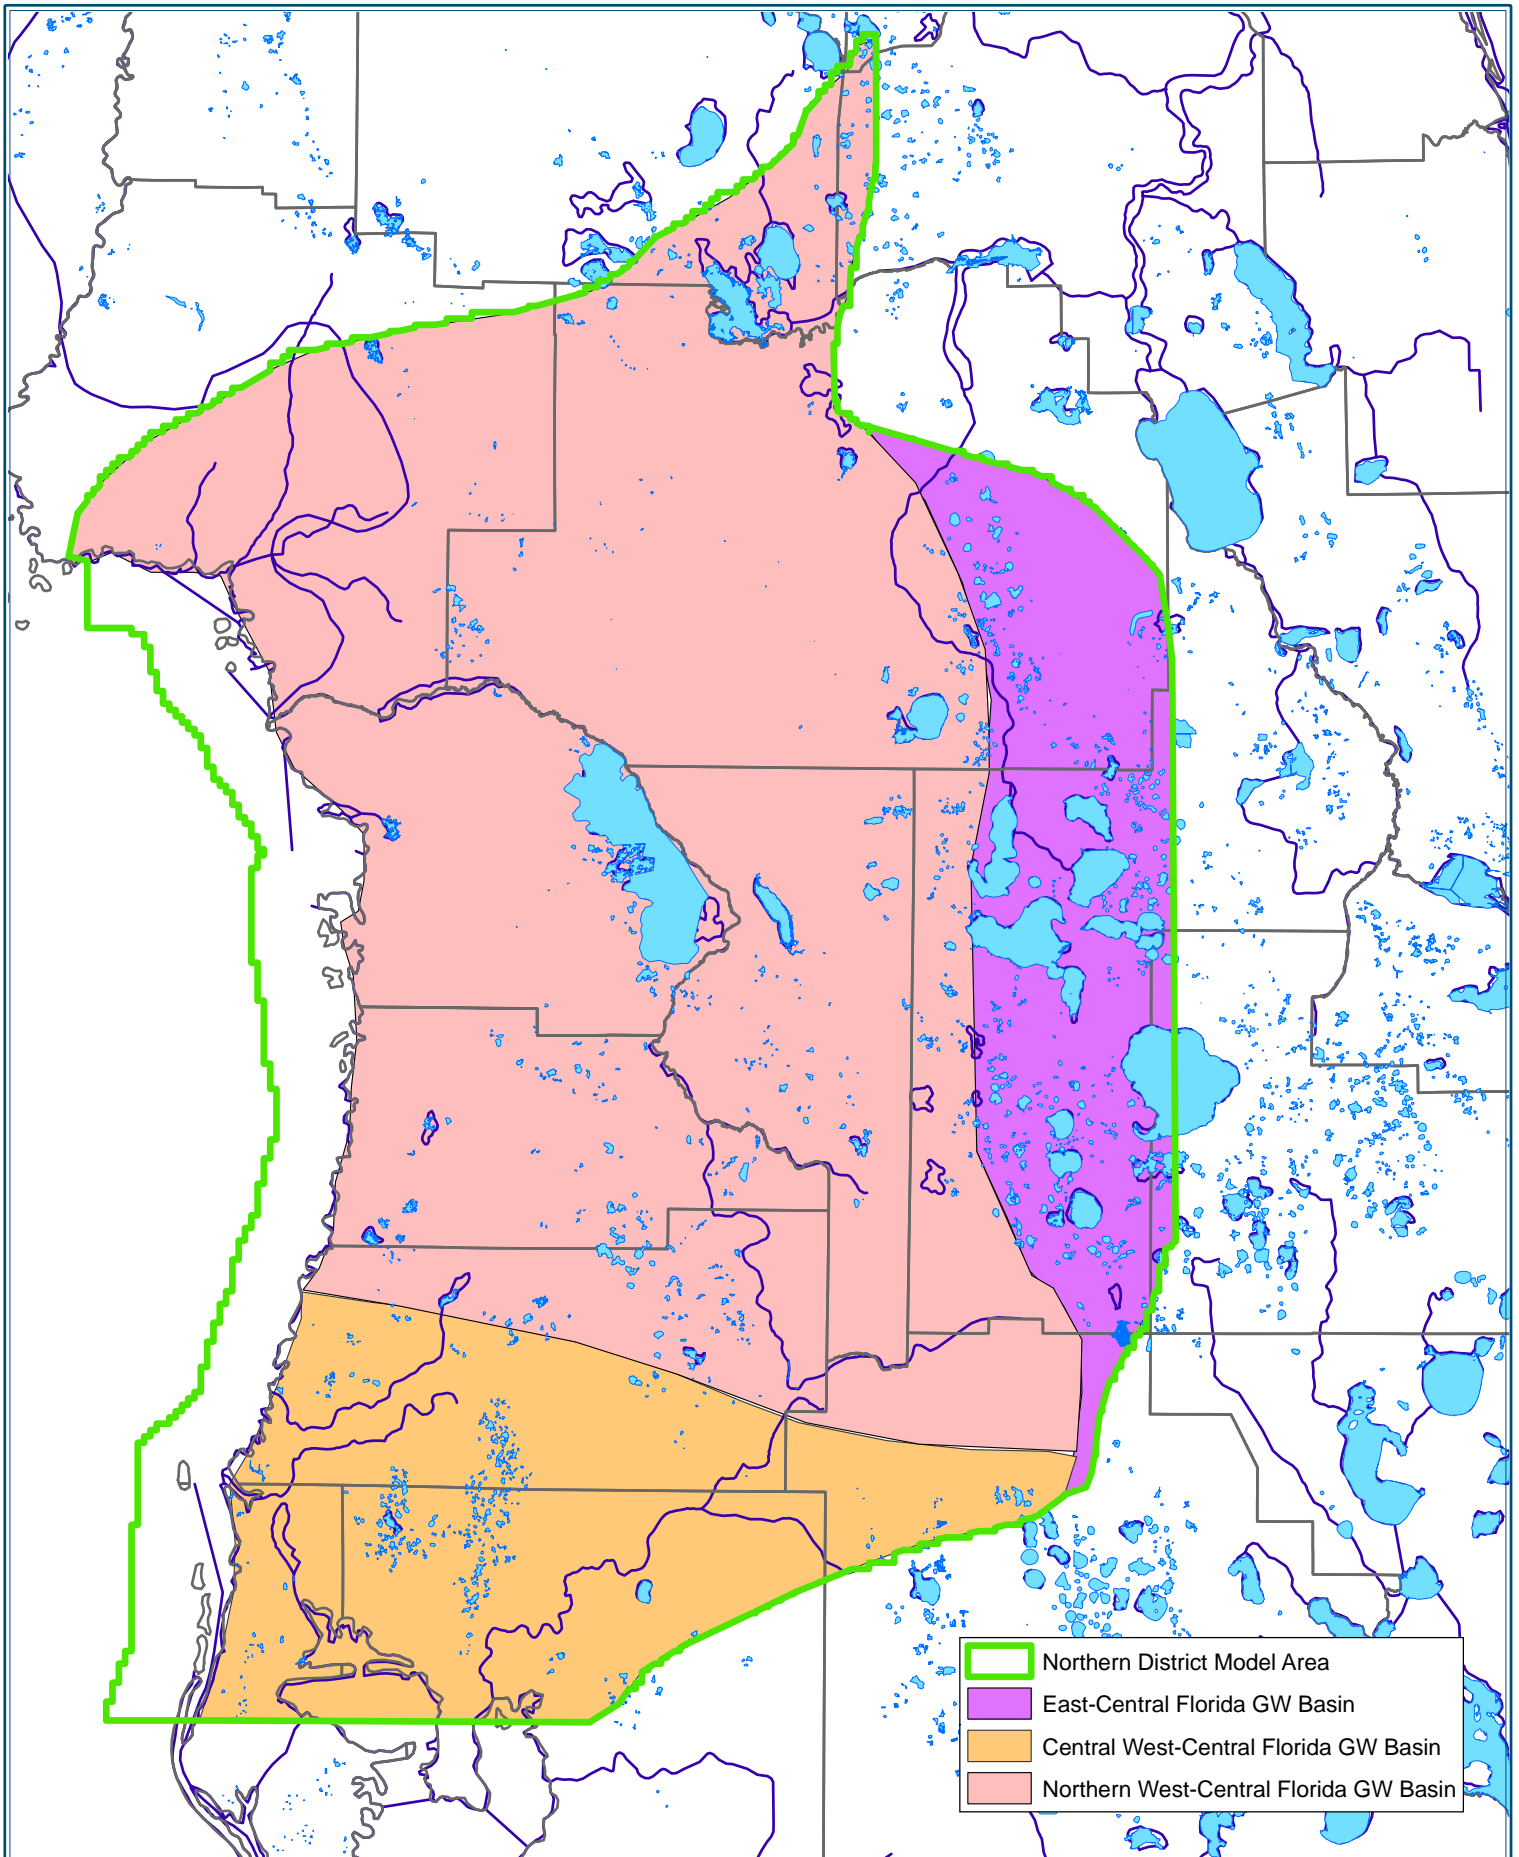 Northern District Model Area
East-Central Florida GW Basin
Central West-Central Florida GW Basin
Northern West-Central Florida GW Basin